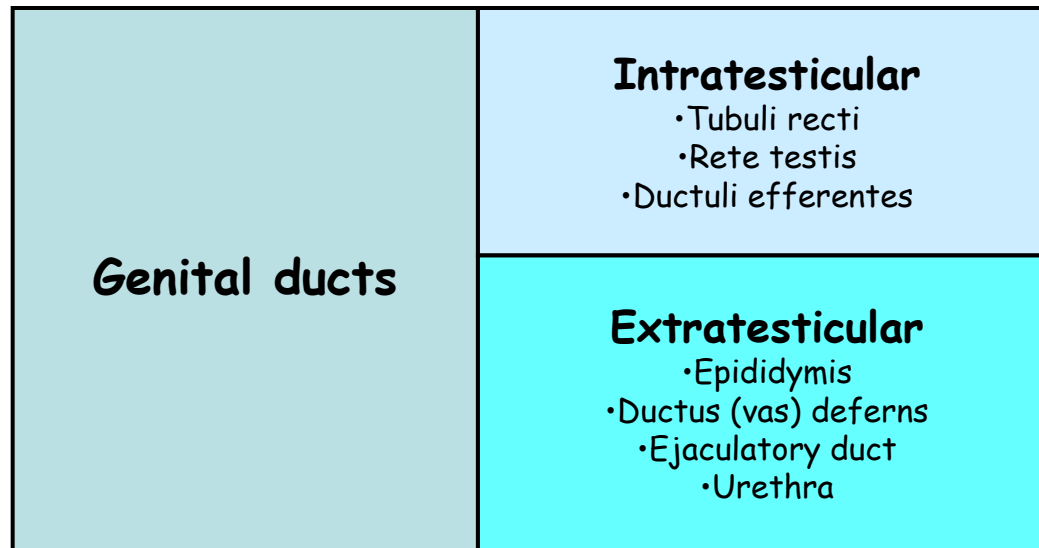 Genital ducts
Intratesticular
•Tubuli recti
•Rete testis
•Ductuli efferentes
Extratesticular
•Epididymis
•Ductus (vas) deferns
•Ejaculatory duct
•Urethra